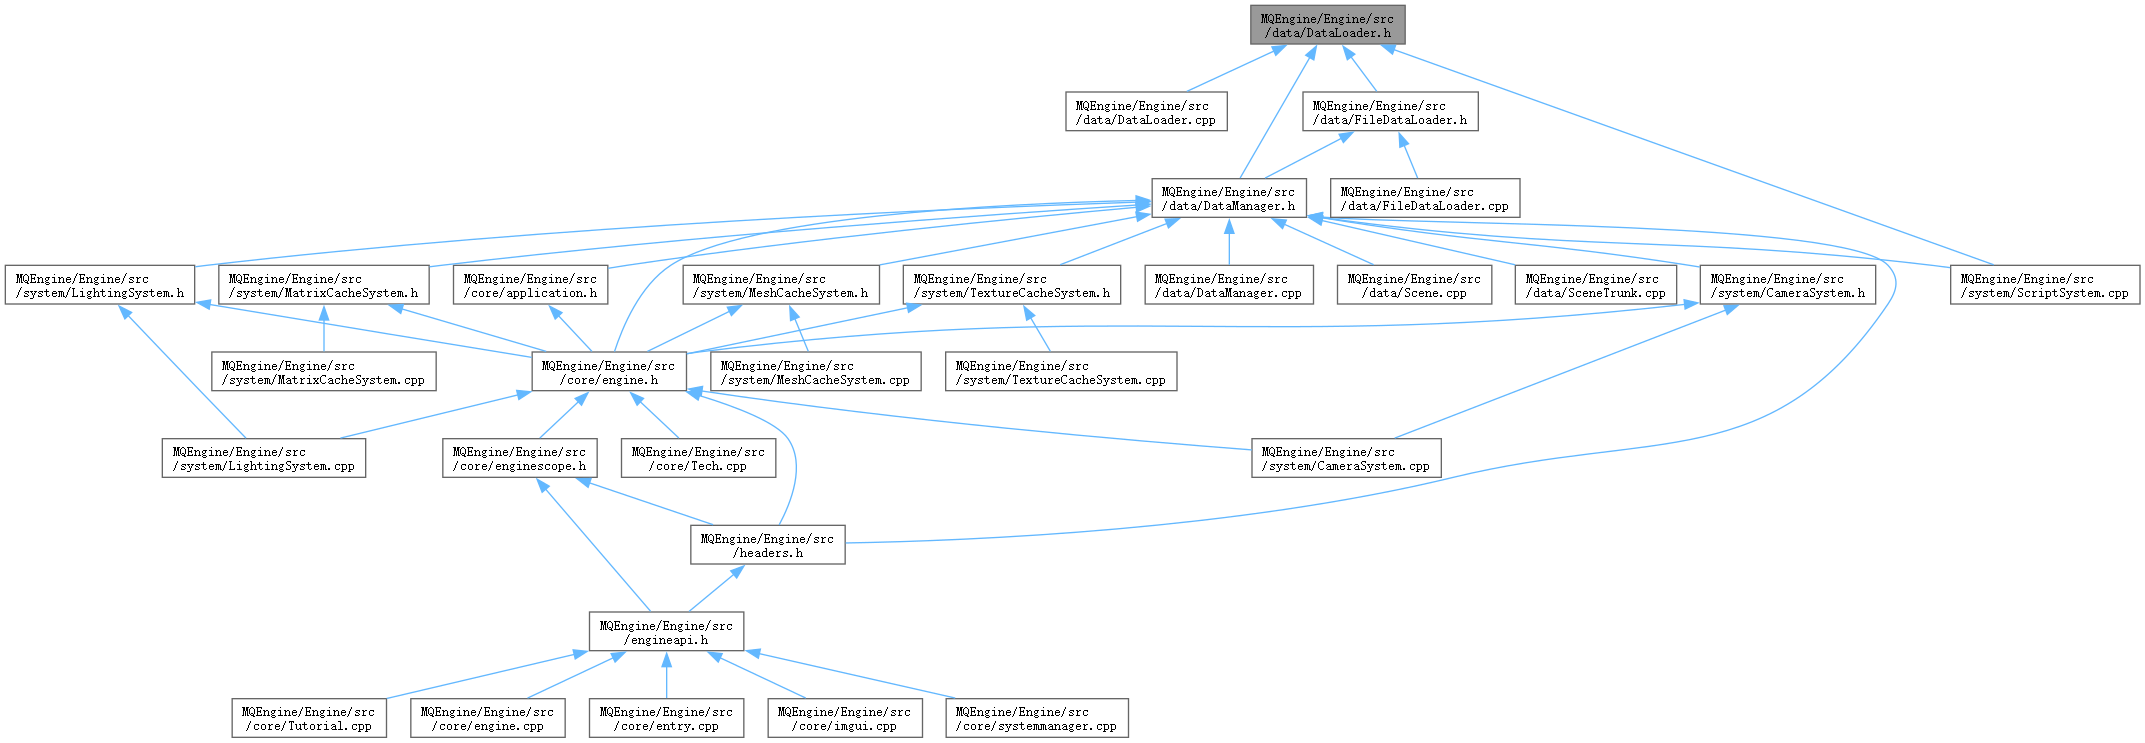 MQEngine/Engine/src
/data/DataLoader.h
MQEngine/Engine/src
/data/DataLoader.cpp
MQEngine/Engine/src
/data/FileDataLoader.h
MQEngine/Engine/src
/data/DataManager.h
MQEngine/Engine/src
/data/FileDataLoader.cpp
MQEngine/Engine/src
/system/LightingSystem.h
MQEngine/Engine/src
/system/MatrixCacheSystem.h
MQEngine/Engine/src
/core/application.h
MQEngine/Engine/src
/system/MeshCacheSystem.h
MQEngine/Engine/src
/system/TextureCacheSystem.h
MQEngine/Engine/src
/data/DataManager.cpp
MQEngine/Engine/src
/data/Scene.cpp
MQEngine/Engine/src
/data/SceneTrunk.cpp
MQEngine/Engine/src
/system/CameraSystem.h
MQEngine/Engine/src
/system/ScriptSystem.cpp
MQEngine/Engine/src
/system/MatrixCacheSystem.cpp
MQEngine/Engine/src
/core/engine.h
MQEngine/Engine/src
/system/MeshCacheSystem.cpp
MQEngine/Engine/src
/system/TextureCacheSystem.cpp
MQEngine/Engine/src
/system/LightingSystem.cpp
MQEngine/Engine/src
/core/enginescope.h
MQEngine/Engine/src
/core/Tech.cpp
MQEngine/Engine/src
/system/CameraSystem.cpp
MQEngine/Engine/src
/headers.h
MQEngine/Engine/src
/engineapi.h
MQEngine/Engine/src
/core/Tutorial.cpp
MQEngine/Engine/src
/core/engine.cpp
MQEngine/Engine/src
/core/entry.cpp
MQEngine/Engine/src
/core/imgui.cpp
MQEngine/Engine/src
/core/systemmanager.cpp